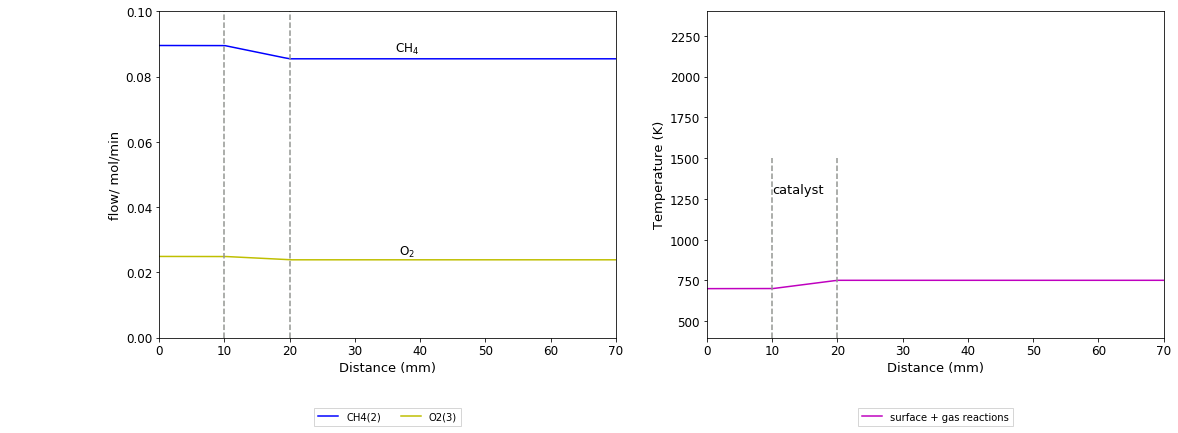 0.10
0.08
0.06
0.04
0.02
0.00
flow/ mol/min
CH4
O2
0 10 20 30 40 50 60 70
Distance (mm)
CH4(2) O2(3)
2250
2000
1750
1500
1250
1000
750
500
Temperature (K)
catalyst
0 10 20 30 40 50 60 70
Distance (mm)
surface + gas reactions